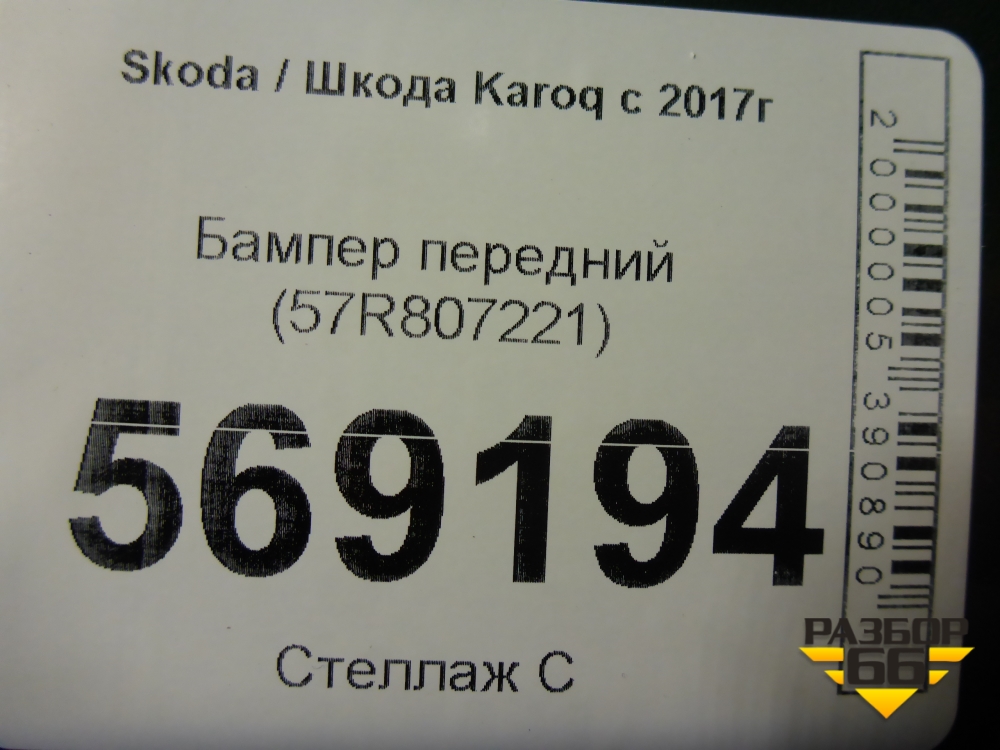 Skoda / Шкода Karoq с 2017г
Бампер передний
(57R807221)
569194
Стеллаж С
2000005390890
РАЗБОР
66